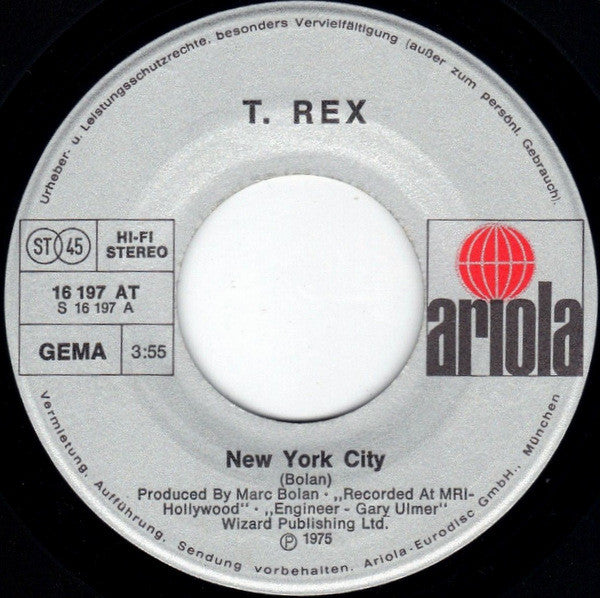 Urheber- u. Leistungsschutzrechte, besonders Vervielfältigung (außer zum persönl. Gebrauch),
T. REX
ST 45
HI-FI
STEREO
16 197 AT
S 16 197 A
GEMA
3:55
ariola
New York City
(Bolan)
Produced By Marc Bolan · „Recorded At MRI-
Hollywood" · „Engineer - Gary Ulmer"
Wizard Publishing Ltd.
Ⓟ 1975
Vermietung, Aufführung, Sendung vorbehalten. Ariola-Eurodisc GmbH., München